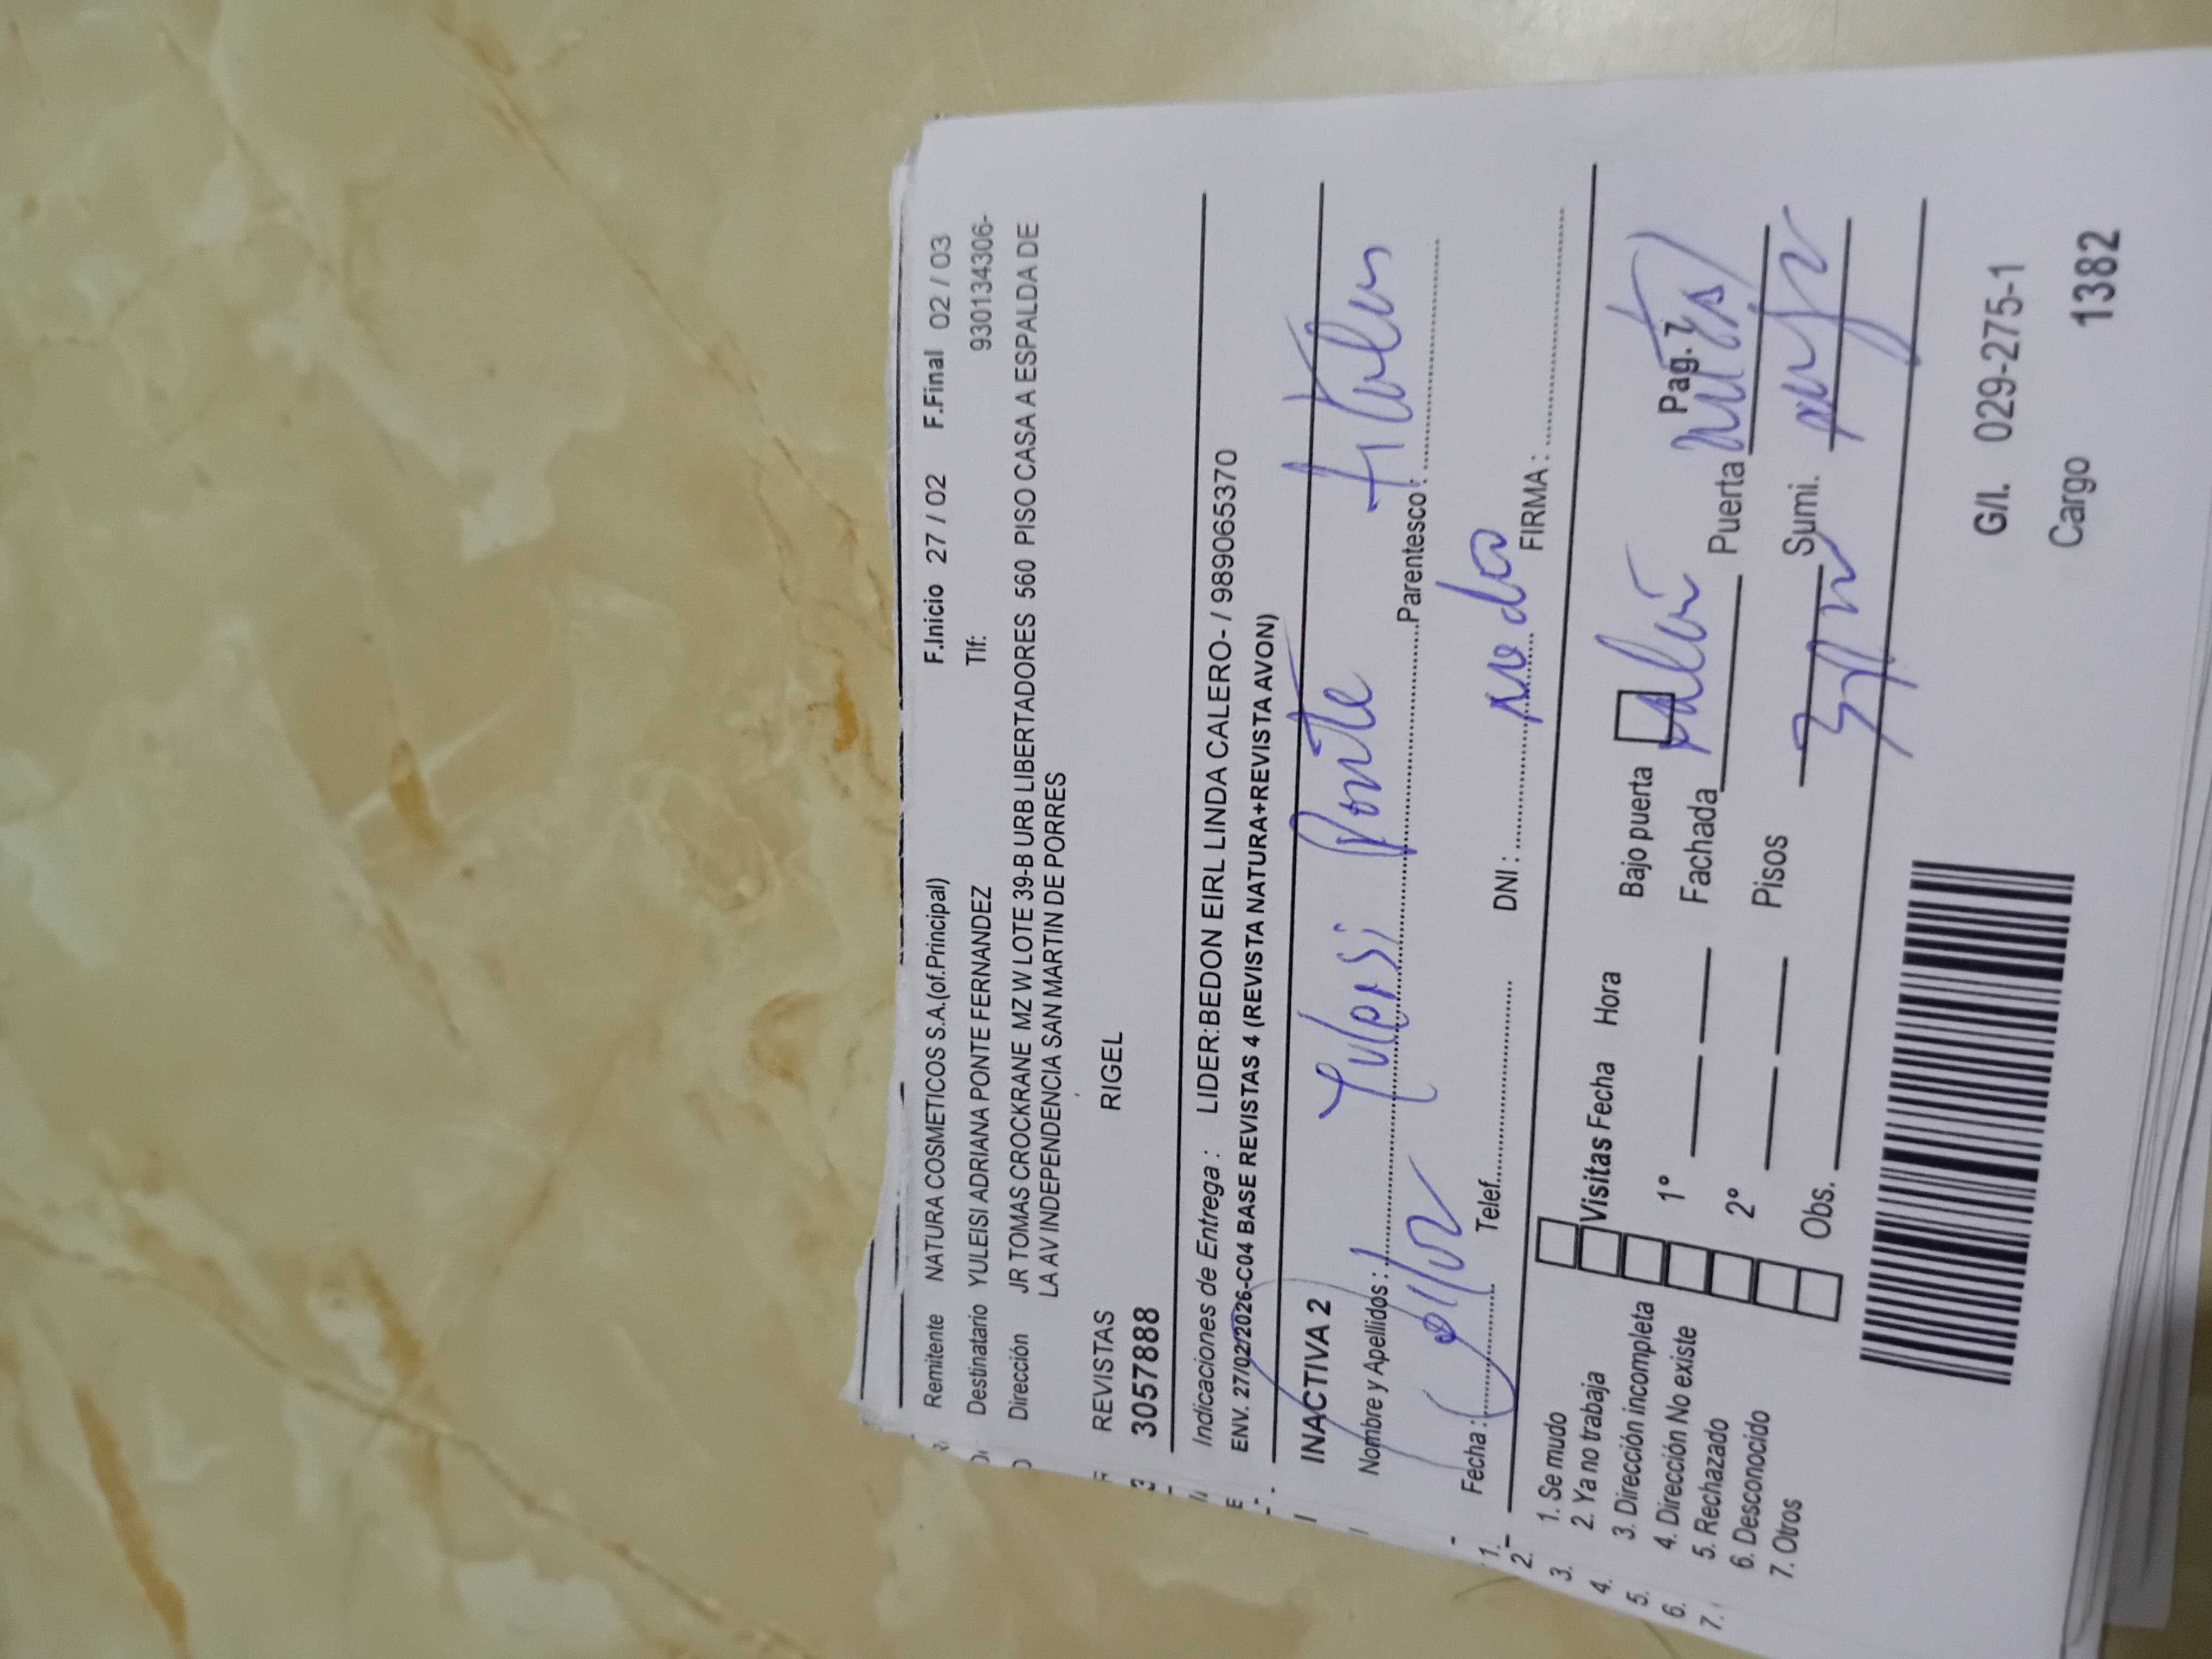 Remitente NATURA COSMETICOS S.A.(of.Principal) F.Inicio 27 / 02 F.Final 02 / 03
Destinatario YULEISI ADRIANA PONTE FERNANDEZ Tlf: 930134306-
Dirección JR TOMAS CROCKRANE MZ W LOTE 39-B URB LIBERTADORES 560 PISO CASA A ESPALDA DE
LA AV INDEPENDENCIA SAN MARTIN DE PORRES
REVISTAS RIGEL
3057888
Indicaciones de Entrega : LIDER:BEDON EIRL LINDA CALERO- / 989065370
ENV. 27/02/2026-C04 BASE REVISTAS 4 (REVISTA NATURA+REVISTA AVON)
INACTIVA 2
Nombre y Apellidos : Ponte Parentesco : titular
Fecha : Telef. DNI : FIRMA :
1. Se mudo
2. Ya no trabaja
3. Dirección incompleta
4. Dirección No existe
5. Rechazado
6. Desconocido
7. Otros
Visitas Fecha Hora Bajo puerta Pag. 7
1° Fachada Puerta
2° Pisos Sumi.
Obs.
G/I. 029-275-1
Cargo 1382